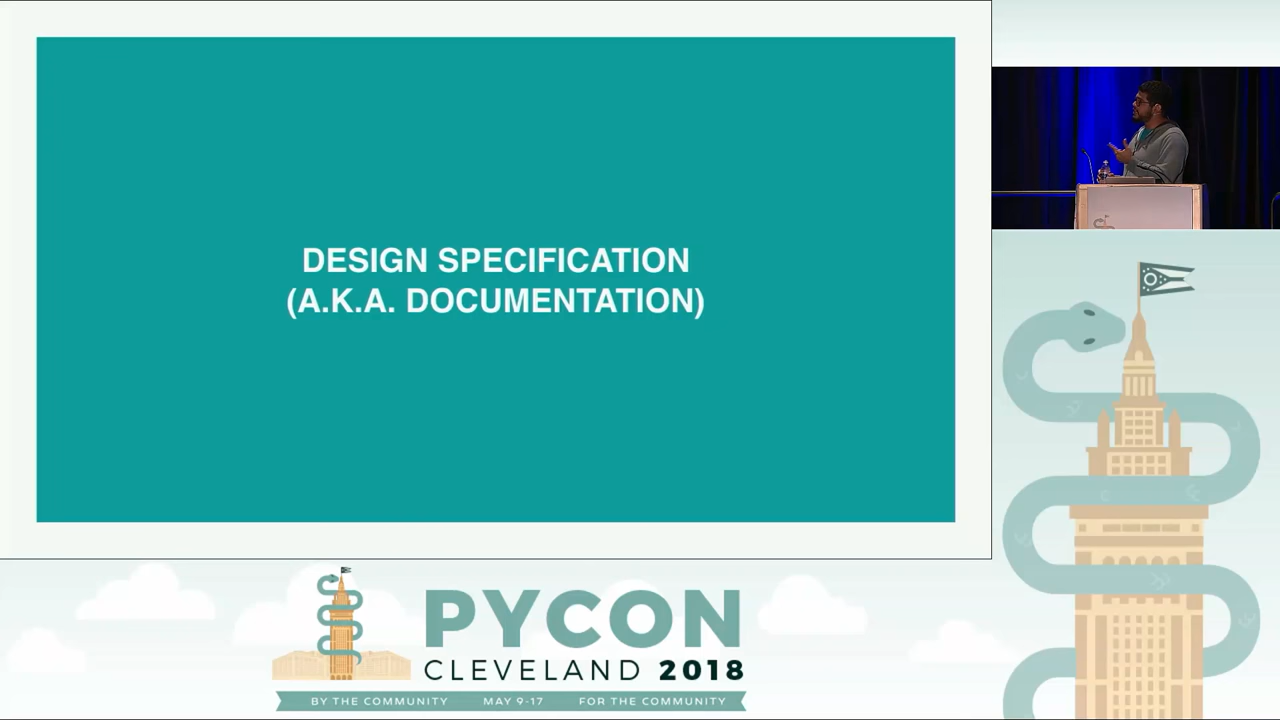 DESIGN SPECIFICATION
(A.K.A. DOCUMENTATION)
PYCON
CLEVELAND 2018
BY THE COMMUNITY MAY 9-17 FOR THE COMMUNITY